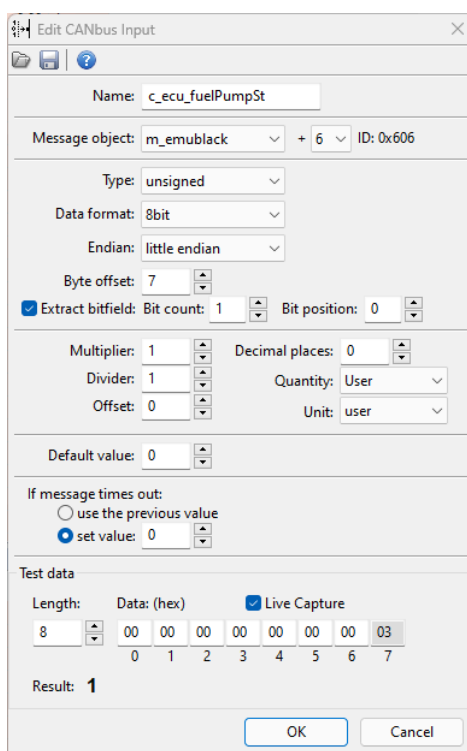 Edit CANbus Input
Name: c_ecu_fuelPumpSt
Message object: m_emublack + 6 ID: 0x606
Type: unsigned
Data format: 8bit
Endian: little endian
Byte offset: 7
Extract bitfield: Bit count: 1 Bit position: 0
Multiplier: 1 Decimal places: 0
Divider: 1 Quantity: User
Offset: 0 Unit: user
Default value: 0
If message times out:
use the previous value
set value: 0
Test data
Length: Data: (hex) Live Capture
8 00 00 00 00 00 00 00 03
0 1 2 3 4 5 6 7
Result: 1
OK Cancel